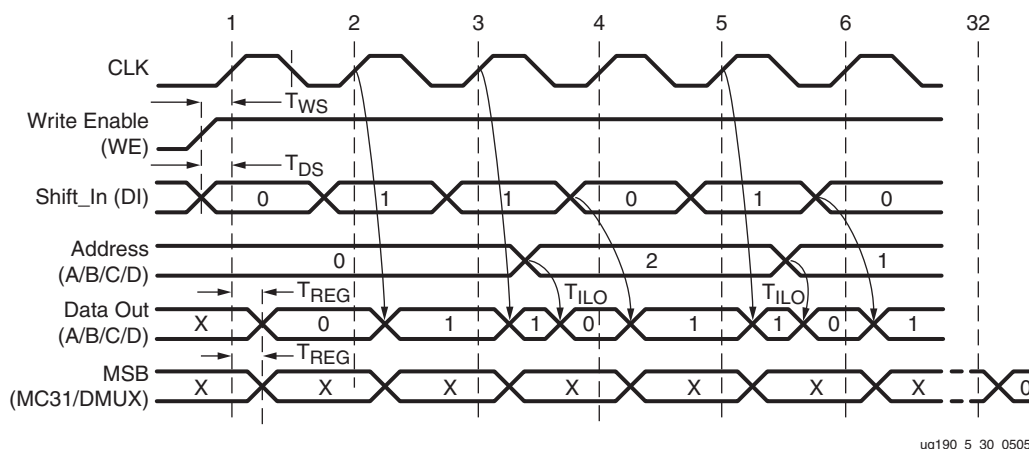 1 2 3 4 5 6 32
CLK
TWS
Write Enable
(WE)
TDS
Shift_In (DI) 0 1 1 0 1 0
Address
(A/B/C/D) 0 2 1
TREG TILO TILO
Data Out
(A/B/C/D) X 0 1 1 0 1 1 0 1
TREG
MSB
(MC31/DMUX) X X X X X X X 0
ug190_5_30_0505